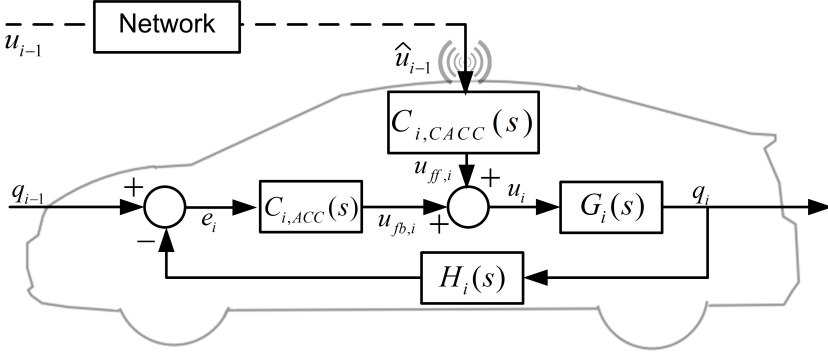 Network
u_{i-1}
\hat{u}_{i-1}
C_{i,CACC}(s)
u_{ff,i}
q_{i-1}
+
+
u_i
q_i
C_{i,ACC}(s)
G_i(s)
e_i
u_{fb,i}
+
−
H_i(s)